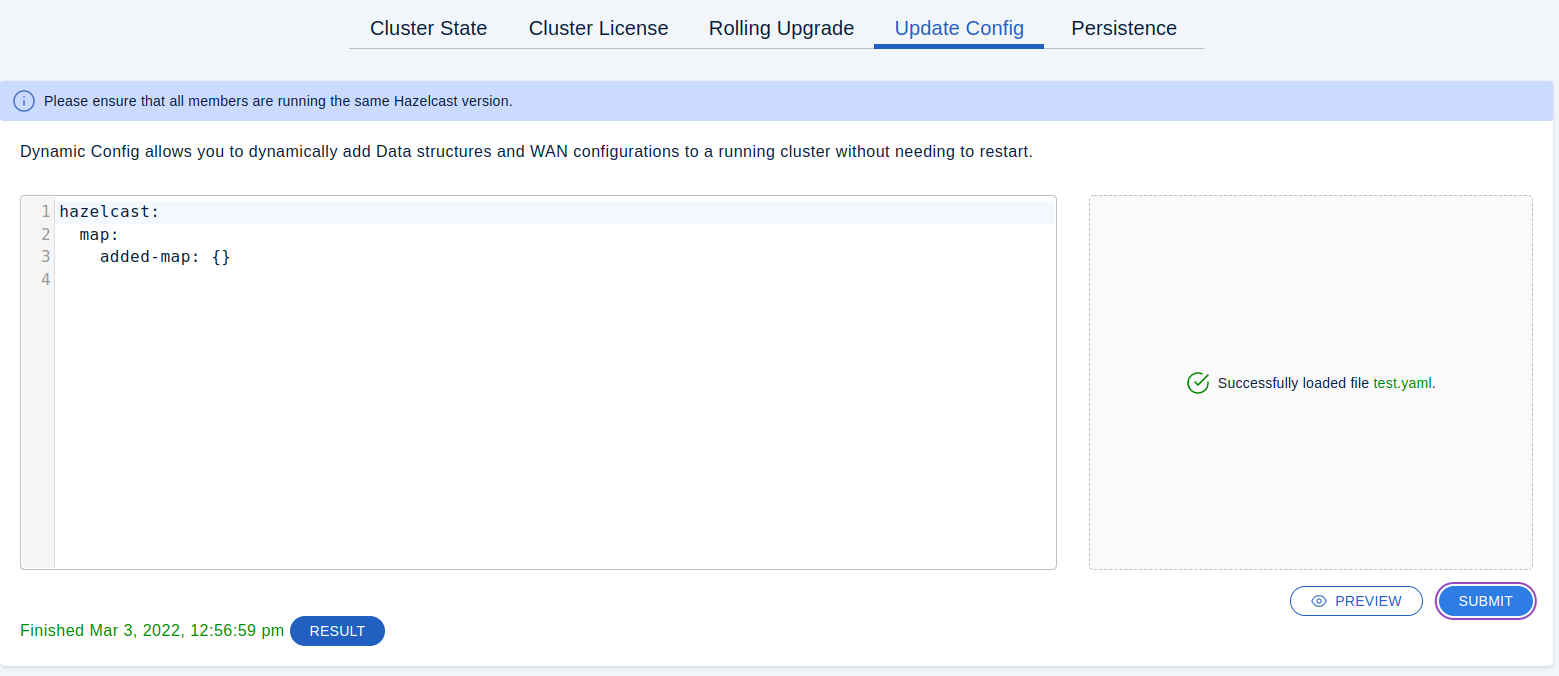 Cluster State Cluster License Rolling Upgrade Update Config Persistence
Please ensure that all members are running the same Hazelcast version.
Dynamic Config allows you to dynamically add Data structures and WAN configurations to a running cluster without needing to restart.
1 hazelcast:
2   map:
3     added-map: {}
4
Successfully loaded file test.yaml.
PREVIEW SUBMIT
Finished Mar 3, 2022, 12:56:59 pm RESULT